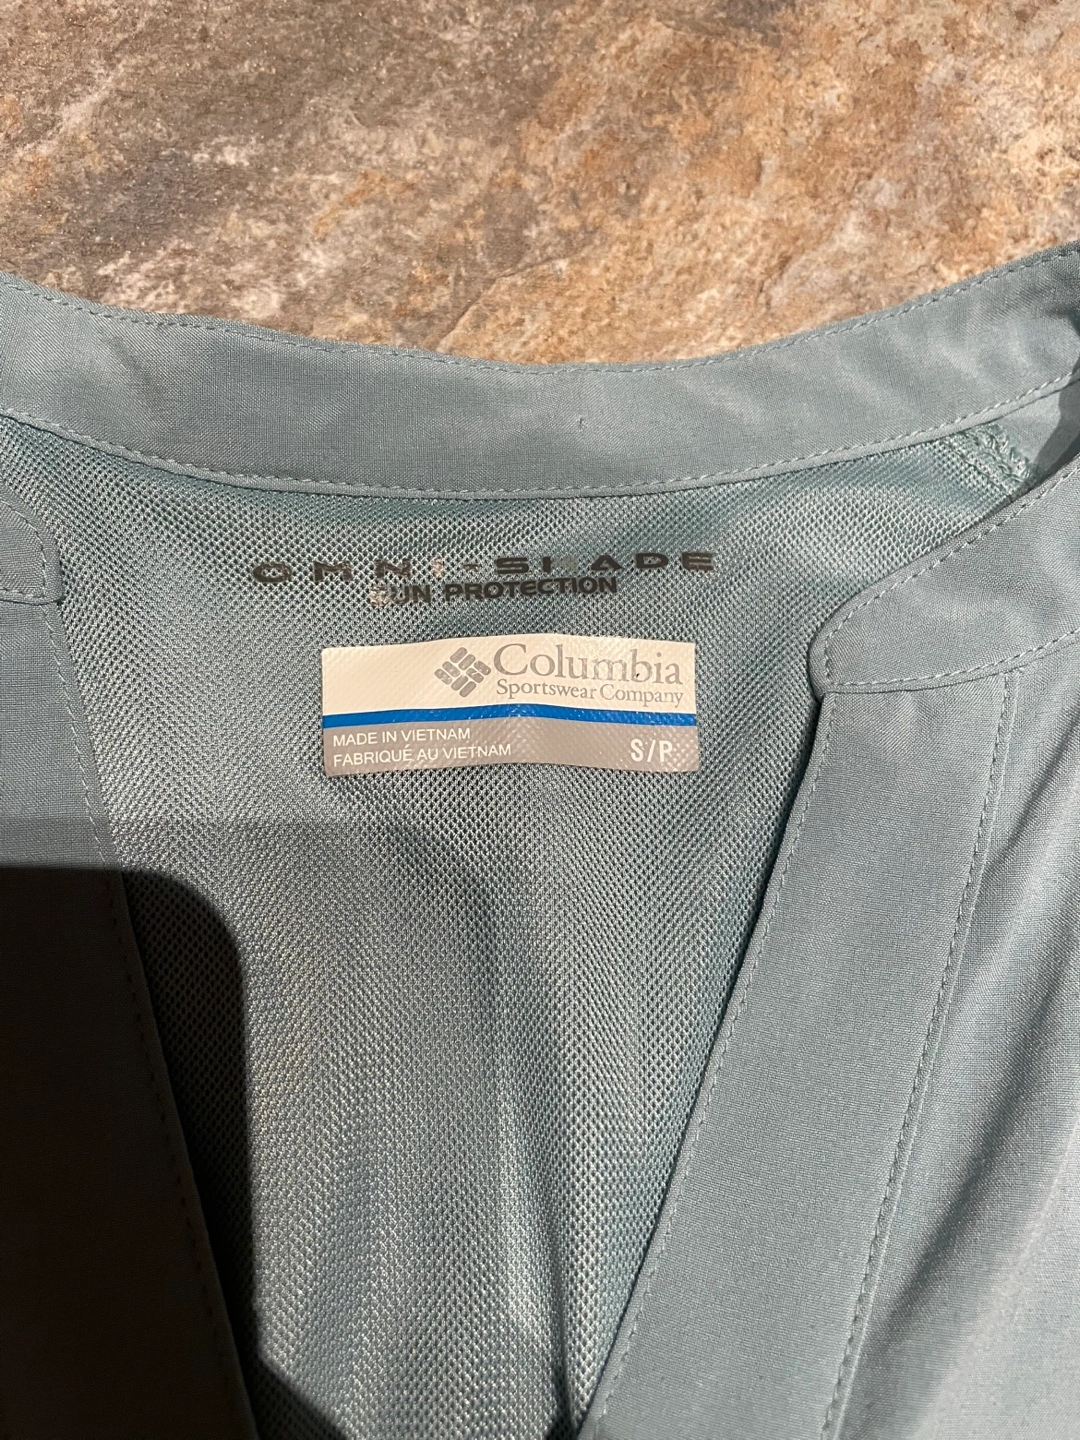 OMNI-SHADE
SUN PROTECTION
Columbia
Sportswear Company
MADE IN VIETNAM
FABRIQUÉ AU VIETNAM
S/P